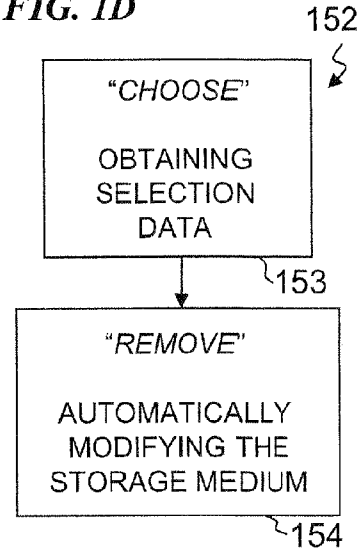 FIG. 1D
152
"CHOOSE"
OBTAINING
SELECTION
DATA
153
"REMOVE"
AUTOMATICALLY
MODIFYING THE
STORAGE MEDIUM
154